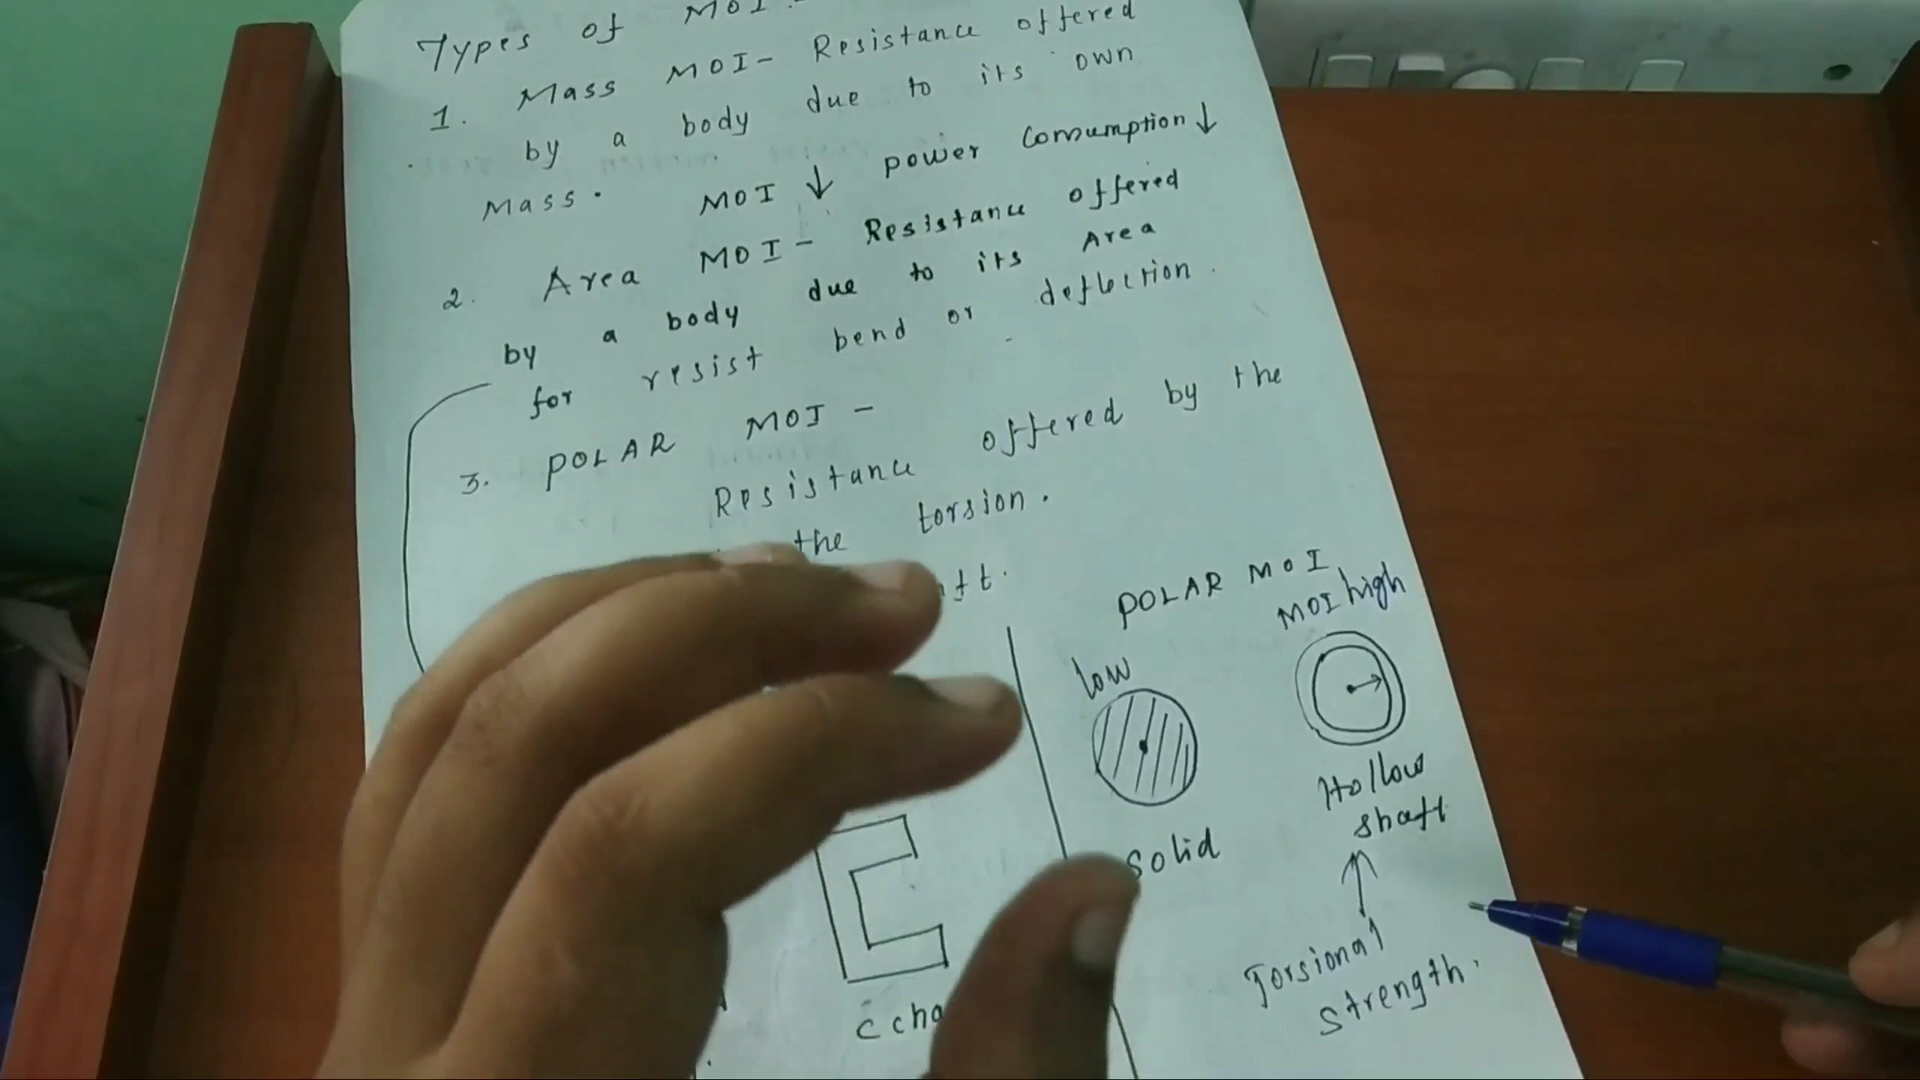 Types of MOI -
1. Mass MOI - Resistance offered
by a body due to its own
Mass. MOI ↓ power Consumption ↓
2. Area MOI - Resistance offered
by a body due to its Area
for resist bend or deflection.
3. POLAR MOI -
Resistance offered by the
the torsion.
POLAR MOI
low
MOI high
solid
Hollow
shaft
Torsional
strength.
C